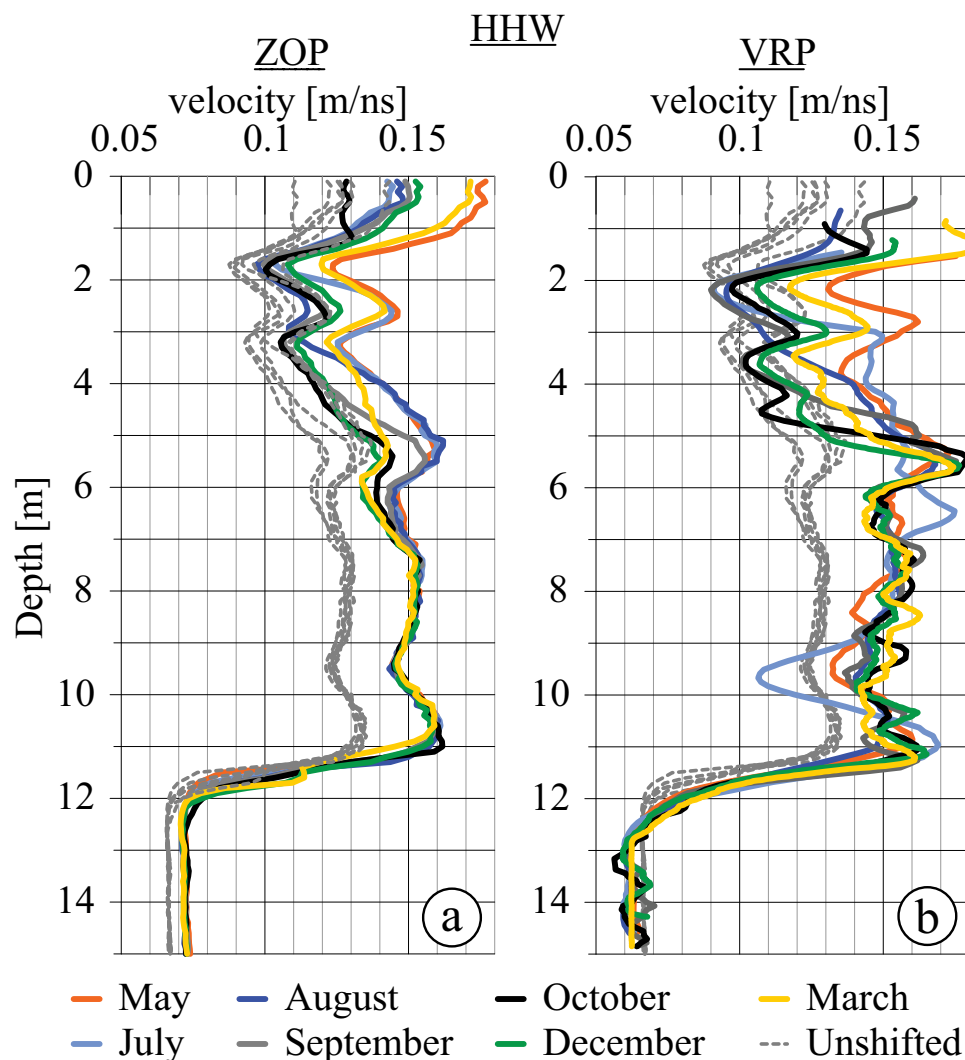 HHW
ZOP VRP
velocity [m/ns] velocity [m/ns]
0.05 0.1 0.15 0.05 0.1 0.15
0 0
2 2
4 4
6 6
Depth [m]
8 8
10 10
12 12
14 14
a b
May August October March
July September December Unshifted